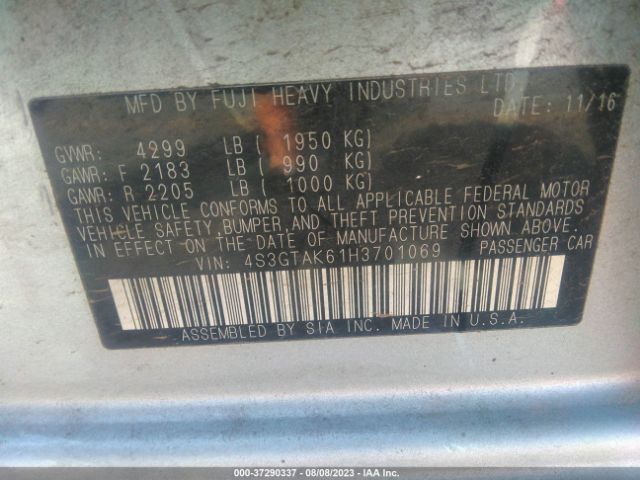 MFD BY FUJI HEAVY INDUSTRIES LTD
DATE: 11/16
GVWR: 4299 LB ( 1950 KG)
GAWR: F 2183 LB ( 990 KG)
GAWR: R 2205 LB ( 1000 KG)
THIS VEHICLE CONFORMS TO ALL APPLICABLE FEDERAL MOTOR
VEHICLE SAFETY, BUMPER, AND THEFT PREVENTION STANDARDS
IN EFFECT ON THE DATE OF MANUFACTURE SHOWN ABOVE.
VIN: 4S3GTAK61H3701069 PASSENGER CAR
ASSEMBLED BY SIA INC. MADE IN U.S.A.
000-37290337 - 08/08/2023 - IAA Inc.